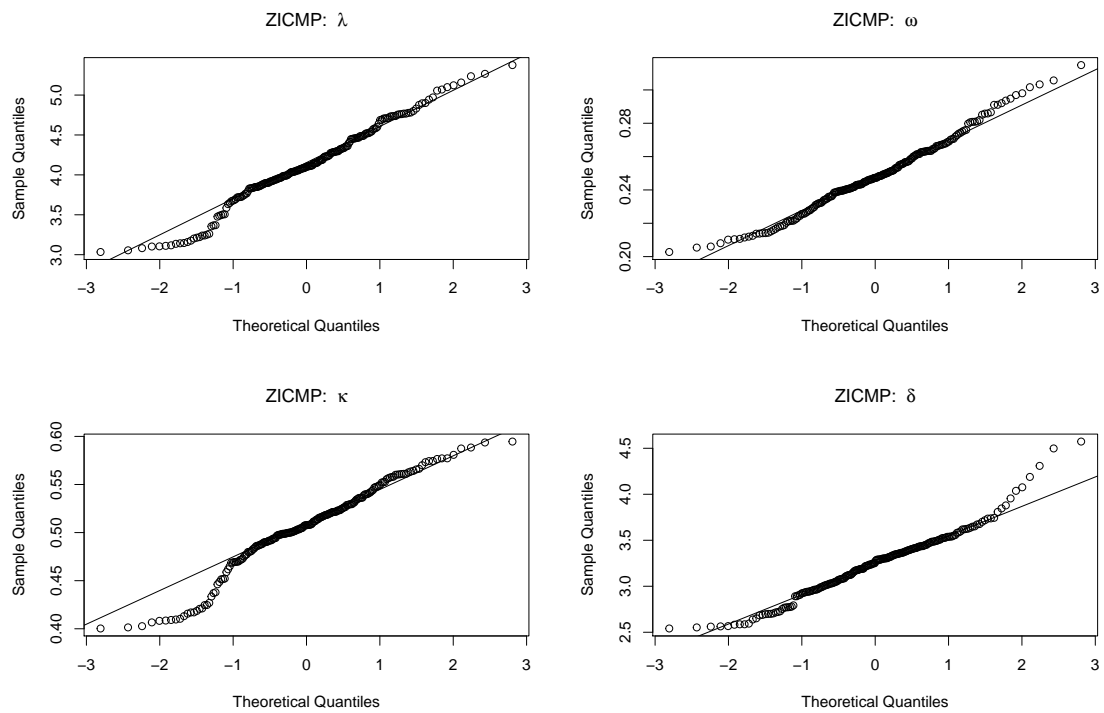 ZICMP: λ
Sample Quantiles
3.0 3.5 4.0 4.5 5.0
−3 −2 −1 0 1 2 3
Theoretical Quantiles
ZICMP: ω
Sample Quantiles
0.20 0.24 0.28
−3 −2 −1 0 1 2 3
Theoretical Quantiles
ZICMP: κ
Sample Quantiles
0.40 0.45 0.50 0.55 0.60
−3 −2 −1 0 1 2 3
Theoretical Quantiles
ZICMP: δ
Sample Quantiles
2.5 3.0 3.5 4.0 4.5
−3 −2 −1 0 1 2 3
Theoretical Quantiles